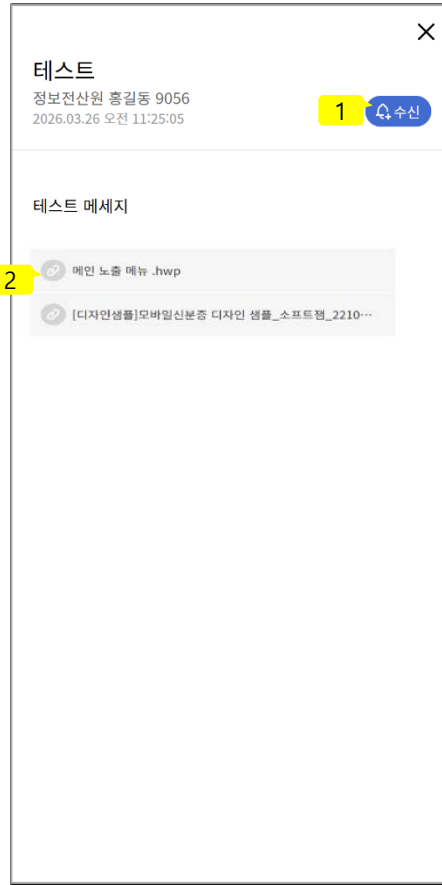 테스트
정보전산원 홍길동 9056
2026.03.26 오전 11:25:05
1
수신
테스트 메세지
2
메인 노출 메뉴 .hwp
[디자인샘플]모바일신분증 디자인 샘플_소프트잼_2210…